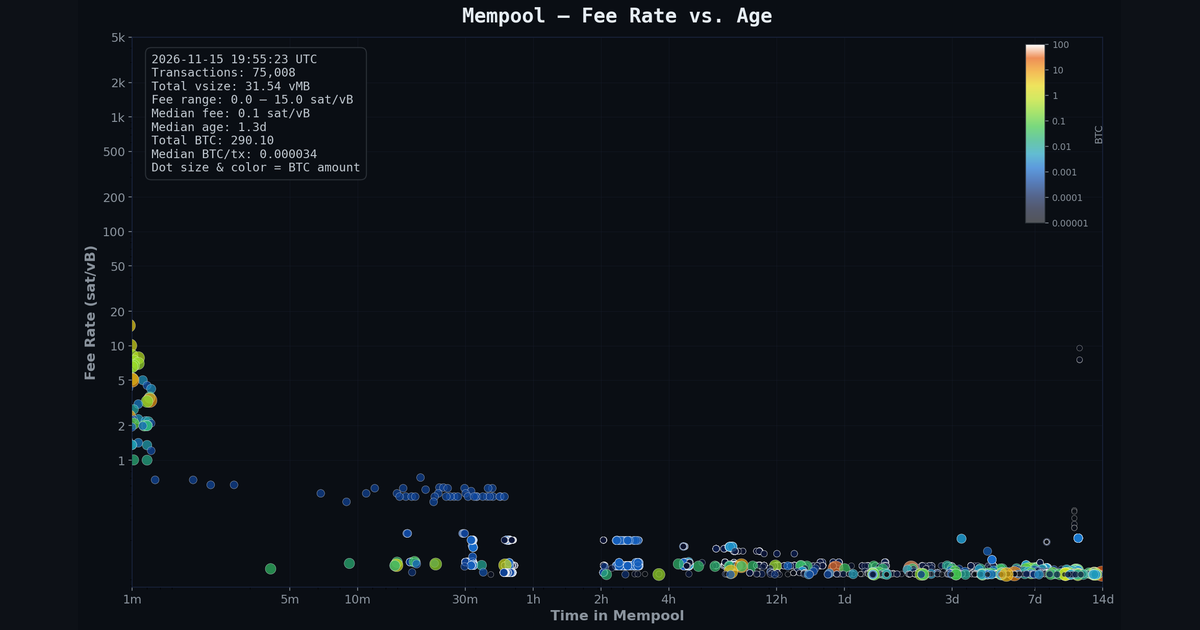 Mempool — Fee Rate vs. Age
2026-11-15 19:55:23 UTC
Transactions: 75,008
Total vsize: 31.54 vMB
Fee range: 0.0 — 15.0 sat/vB
Median fee: 0.1 sat/vB
Median age: 1.3d
Total BTC: 290.10
Median BTC/tx: 0.000034
Dot size & color = BTC amount
5k
2k
1k
500
200
100
50
20
10
5
2
1
Fee Rate (sat/vB)
100
10
1
0.1
0.01
0.001
0.0001
0.00001
BTC
1m 5m 10m 30m 1h 2h 4h 12h 1d 3d 7d 14d
Time in Mempool